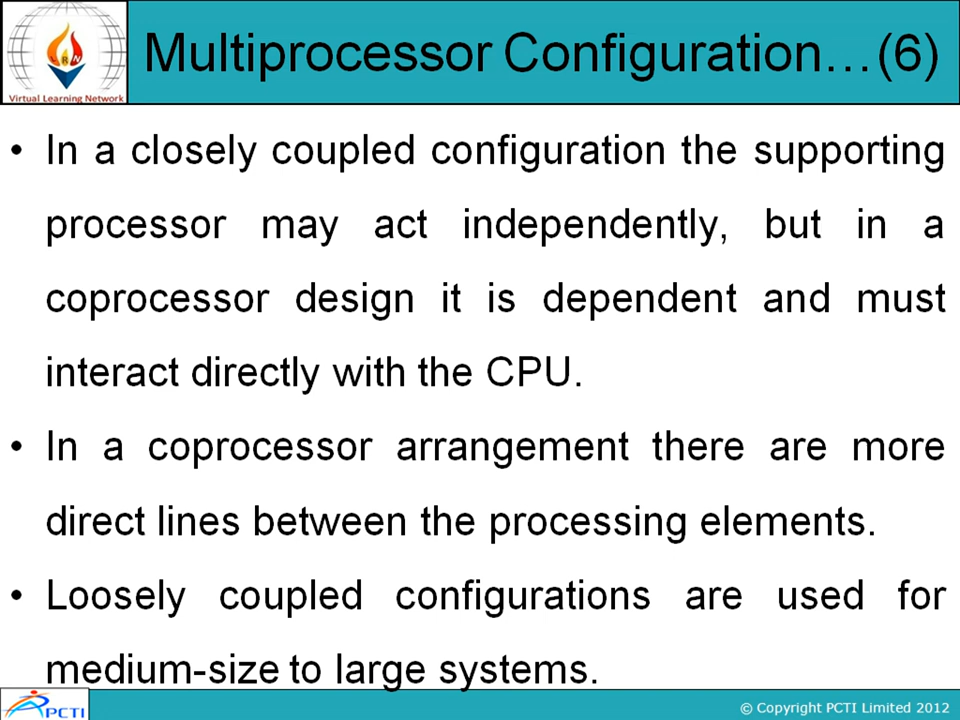 Multiprocessor Configuration…(6)
BRN
Virtual Learning Network
• In a closely coupled configuration the supporting
processor may act independently, but in a
coprocessor design it is dependent and must
interact directly with the CPU.
• In a coprocessor arrangement there are more
direct lines between the processing elements.
• Loosely coupled configurations are used for
medium-size to large systems.
PCTI
© Copyright PCTI Limited 2012